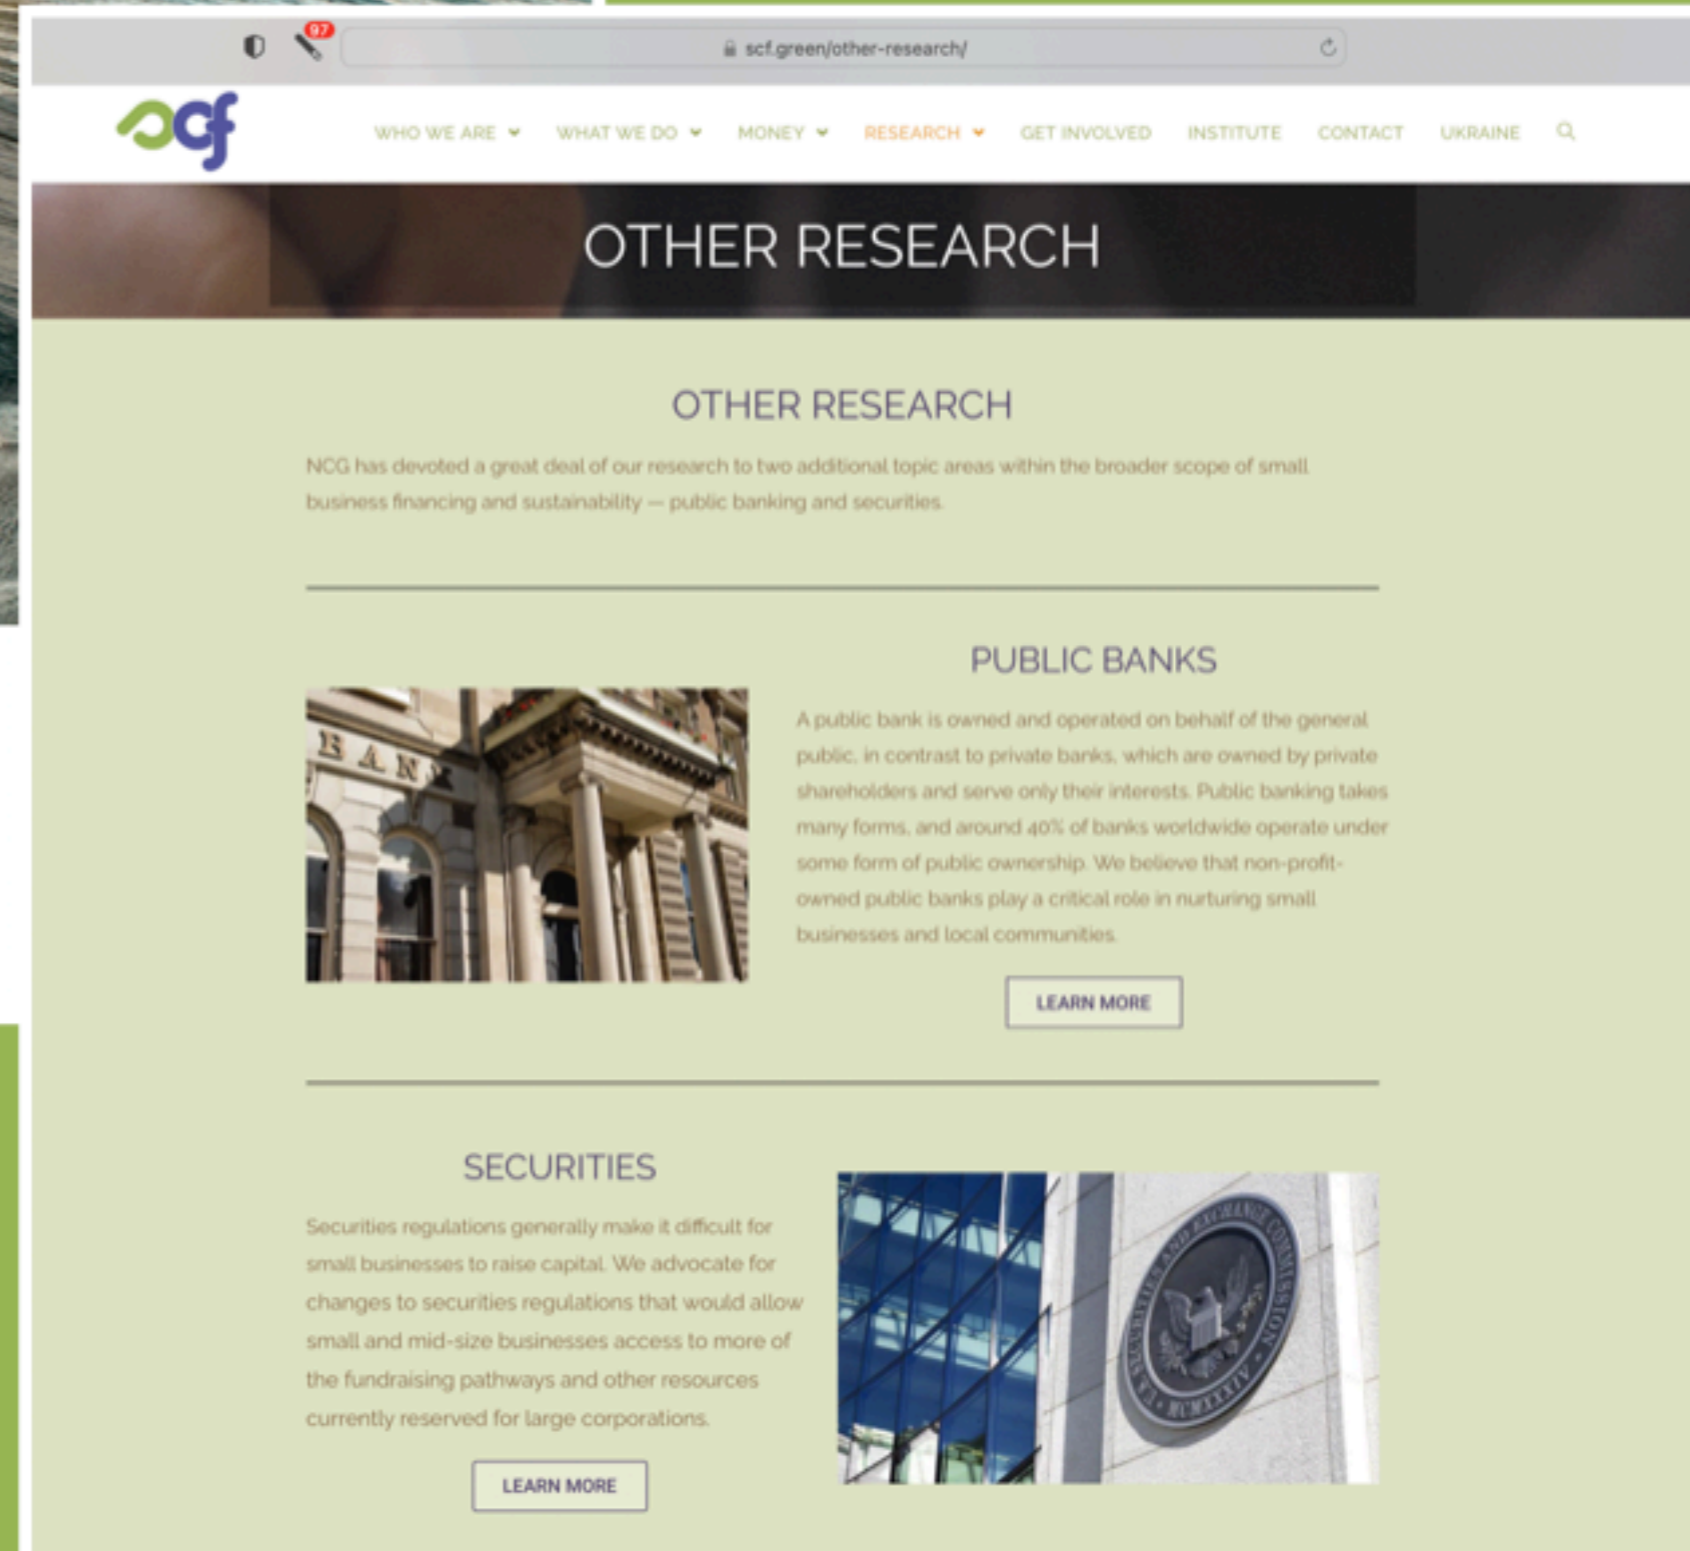 97
scf.green/other-research/
scf
WHO WE ARE
WHAT WE DO
MONEY
RESEARCH
GET INVOLVED
INSTITUTE
CONTACT
UKRAINE
OTHER RESEARCH
OTHER RESEARCH
NCG has devoted a great deal of our research to two additional topic areas within the broader scope of small
business financing and sustainability — public banking and securities.
PUBLIC BANKS
BANK
A public bank is owned and operated on behalf of the general
public, in contrast to private banks, which are owned by private
shareholders and serve only their interests. Public banking takes
many forms, and around 40% of banks worldwide operate under
some form of public ownership. We believe that non-profit-
owned public banks play a critical role in nurturing small
businesses and local communities.
LEARN MORE
SECURITIES
Securities regulations generally make it difficult for
small businesses to raise capital. We advocate for
changes to securities regulations that would allow
small and mid-size businesses access to more of
the fundraising pathways and other resources
currently reserved for large corporations.
LEARN MORE
U.S. SECURITIES AND EXCHANGE COMMISSION
MCMXXXIV